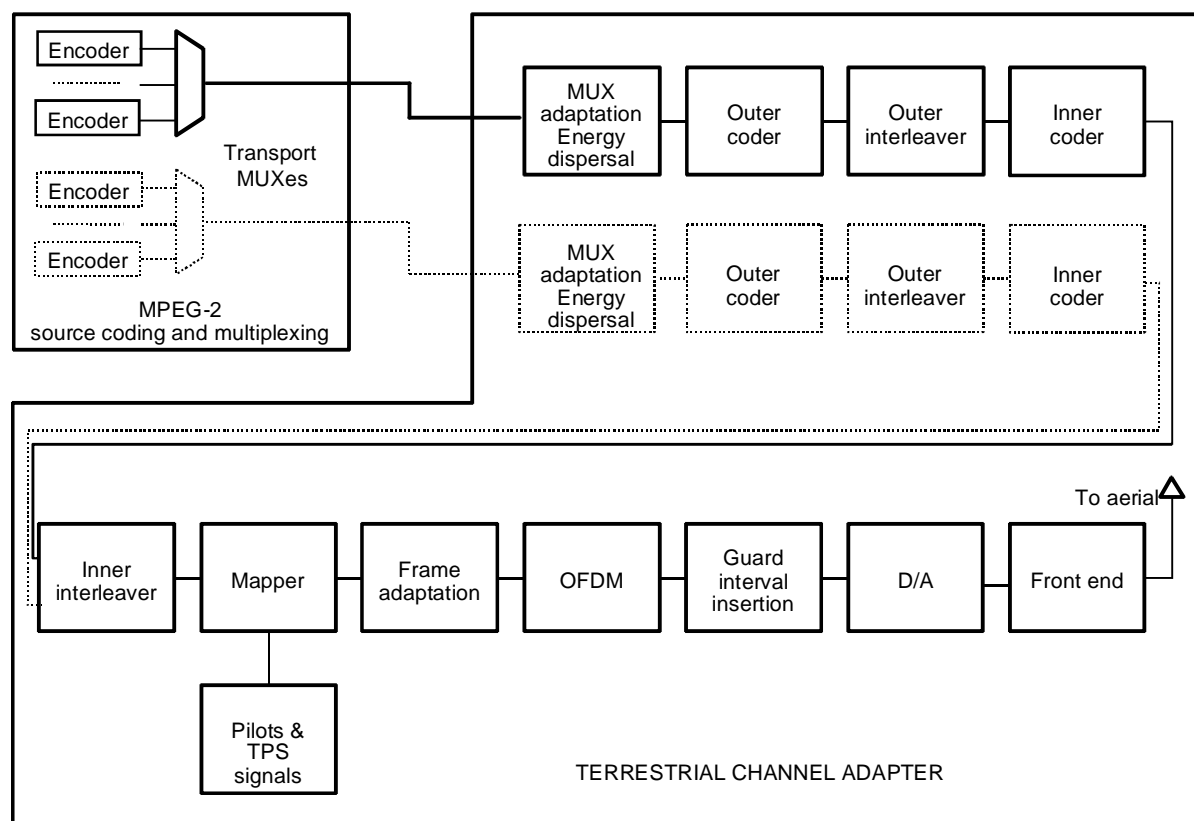 Encoder
Encoder
Transport
MUXes
Encoder
Encoder
MPEG-2
source coding and multiplexing
MUX
adaptation
Energy
dispersal
Outer
coder
Outer
interleaver
Inner
coder
MUX
adaptation
Energy
dispersal
Outer
coder
Outer
interleaver
Inner
coder
To aerial
Inner
interleaver
Mapper
Frame
adaptation
OFDM
Guard
interval
insertion
D/A
Front end
Pilots &
TPS
signals
TERRESTRIAL CHANNEL ADAPTER